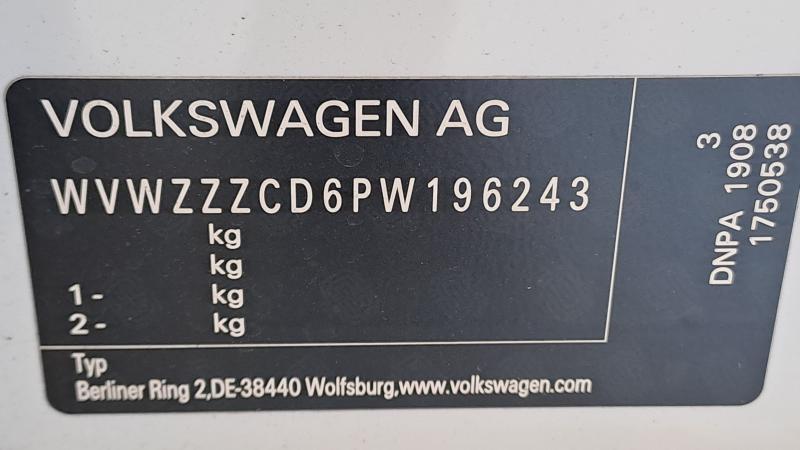 VOLKSWAGEN AG
WVWZZZCD6PW196243
kg
kg
1- kg
2- kg
Typ
Berliner Ring 2,DE-38440 Wolfsburg,www.volkswagen.com
3
DNPA 1908
1750538